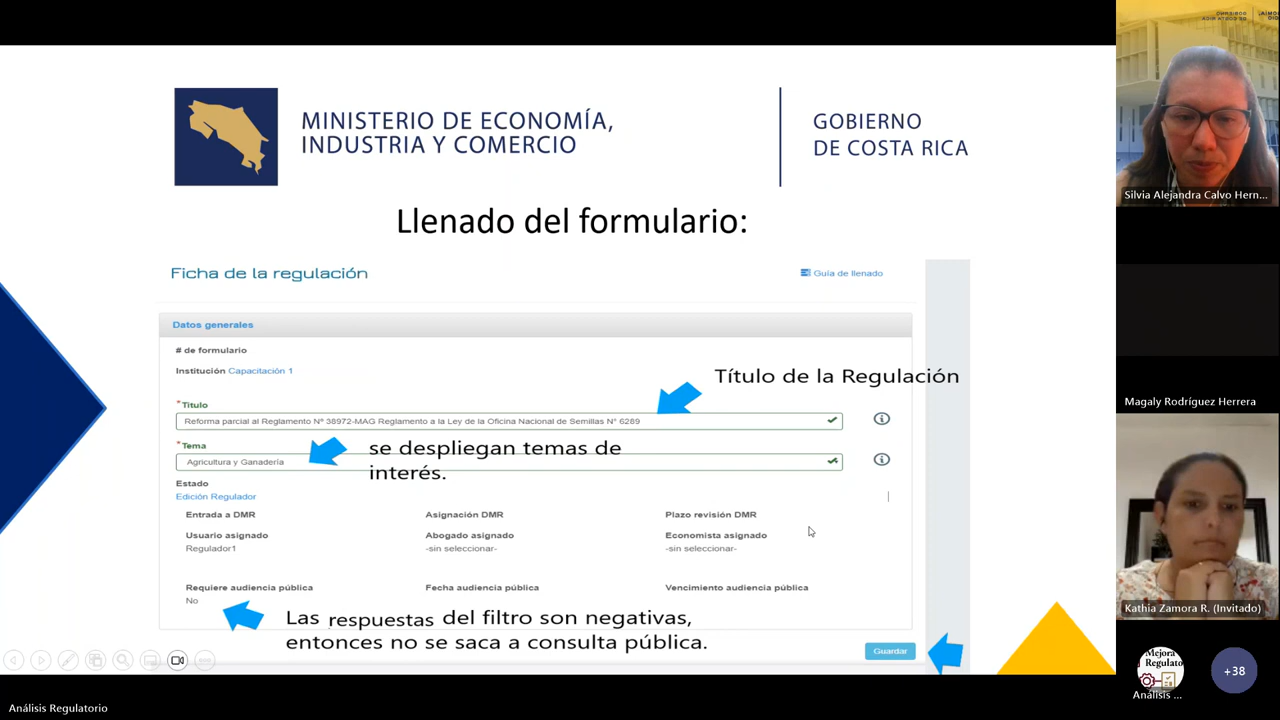 MINISTERIO DE ECONOMÍA,
INDUSTRIA Y COMERCIO
GOBIERNO
DE COSTA RICA
Llenado del formulario:
Ficha de la regulación
Guía de llenado
Datos generales
# de formulario
Institución Capacitación 1
Título de la Regulación
*Título
Reforma parcial al Reglamento Nº 38972-MAG Reglamento a la Ley de la Oficina Nacional de Semillas N° 6289
*Tema
se despliegan temas de
interés.
Agricultura y Ganadería
Estado
Edición Regulador
Entrada a DMR
Asignación DMR
Plazo revisión DMR
Usuario asignado
Abogado asignado
Economista asignado
Regulador1
-sin seleccionar-
-sin seleccionar-
Requiere audiencia pública
Fecha audiencia pública
Vencimiento audiencia pública
No
Las respuestas del filtro son negativas,
entonces no se saca a consulta pública.
Guardar
Silvia Alejandra Calvo Hern...
Magaly Rodríguez Herrera
Kathia Zamora R. (Invitado)
Mejora
Regulato
Análisis ...
+38
Análisis Regulatorio